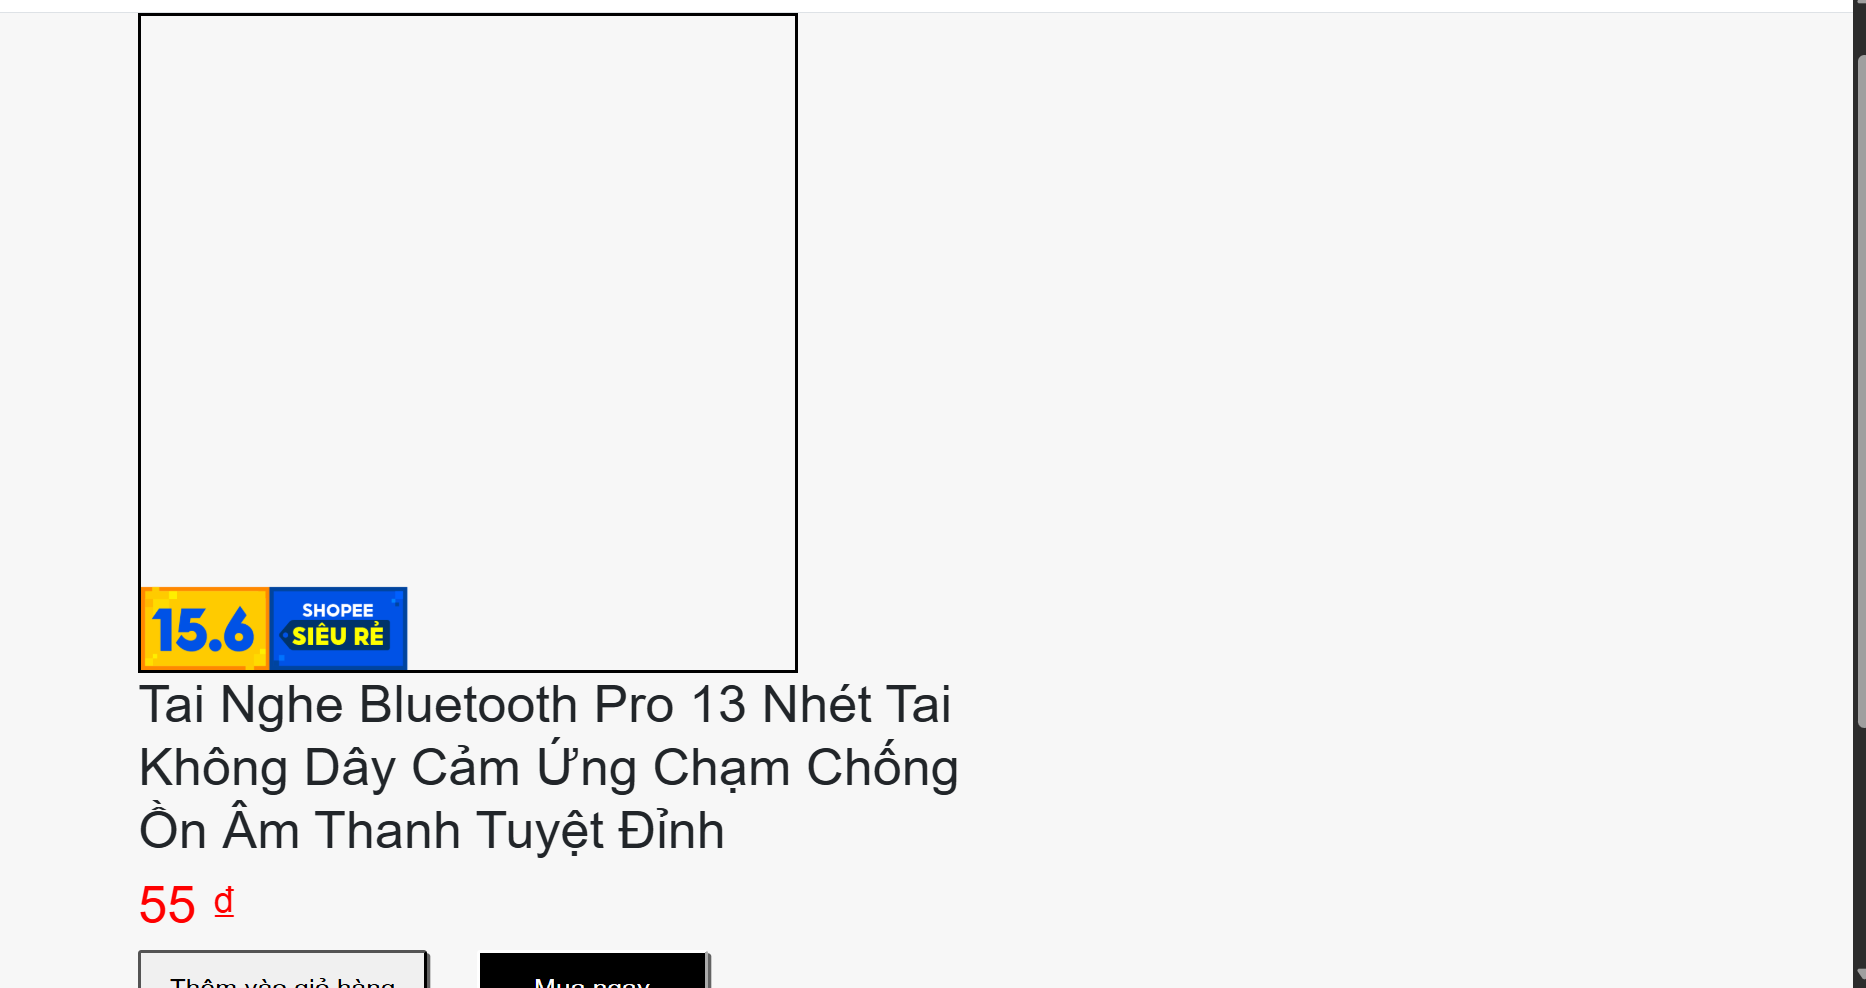 15.6
SHOPEE
SIÊU RẺ
Tai Nghe Bluetooth Pro 13 Nhét Tai
Không Dây Cảm Ứng Chạm Chống
Ồn Âm Thanh Tuyệt Đỉnh
55 ₫
Thêm vào giỏ hàng
Mua ngay